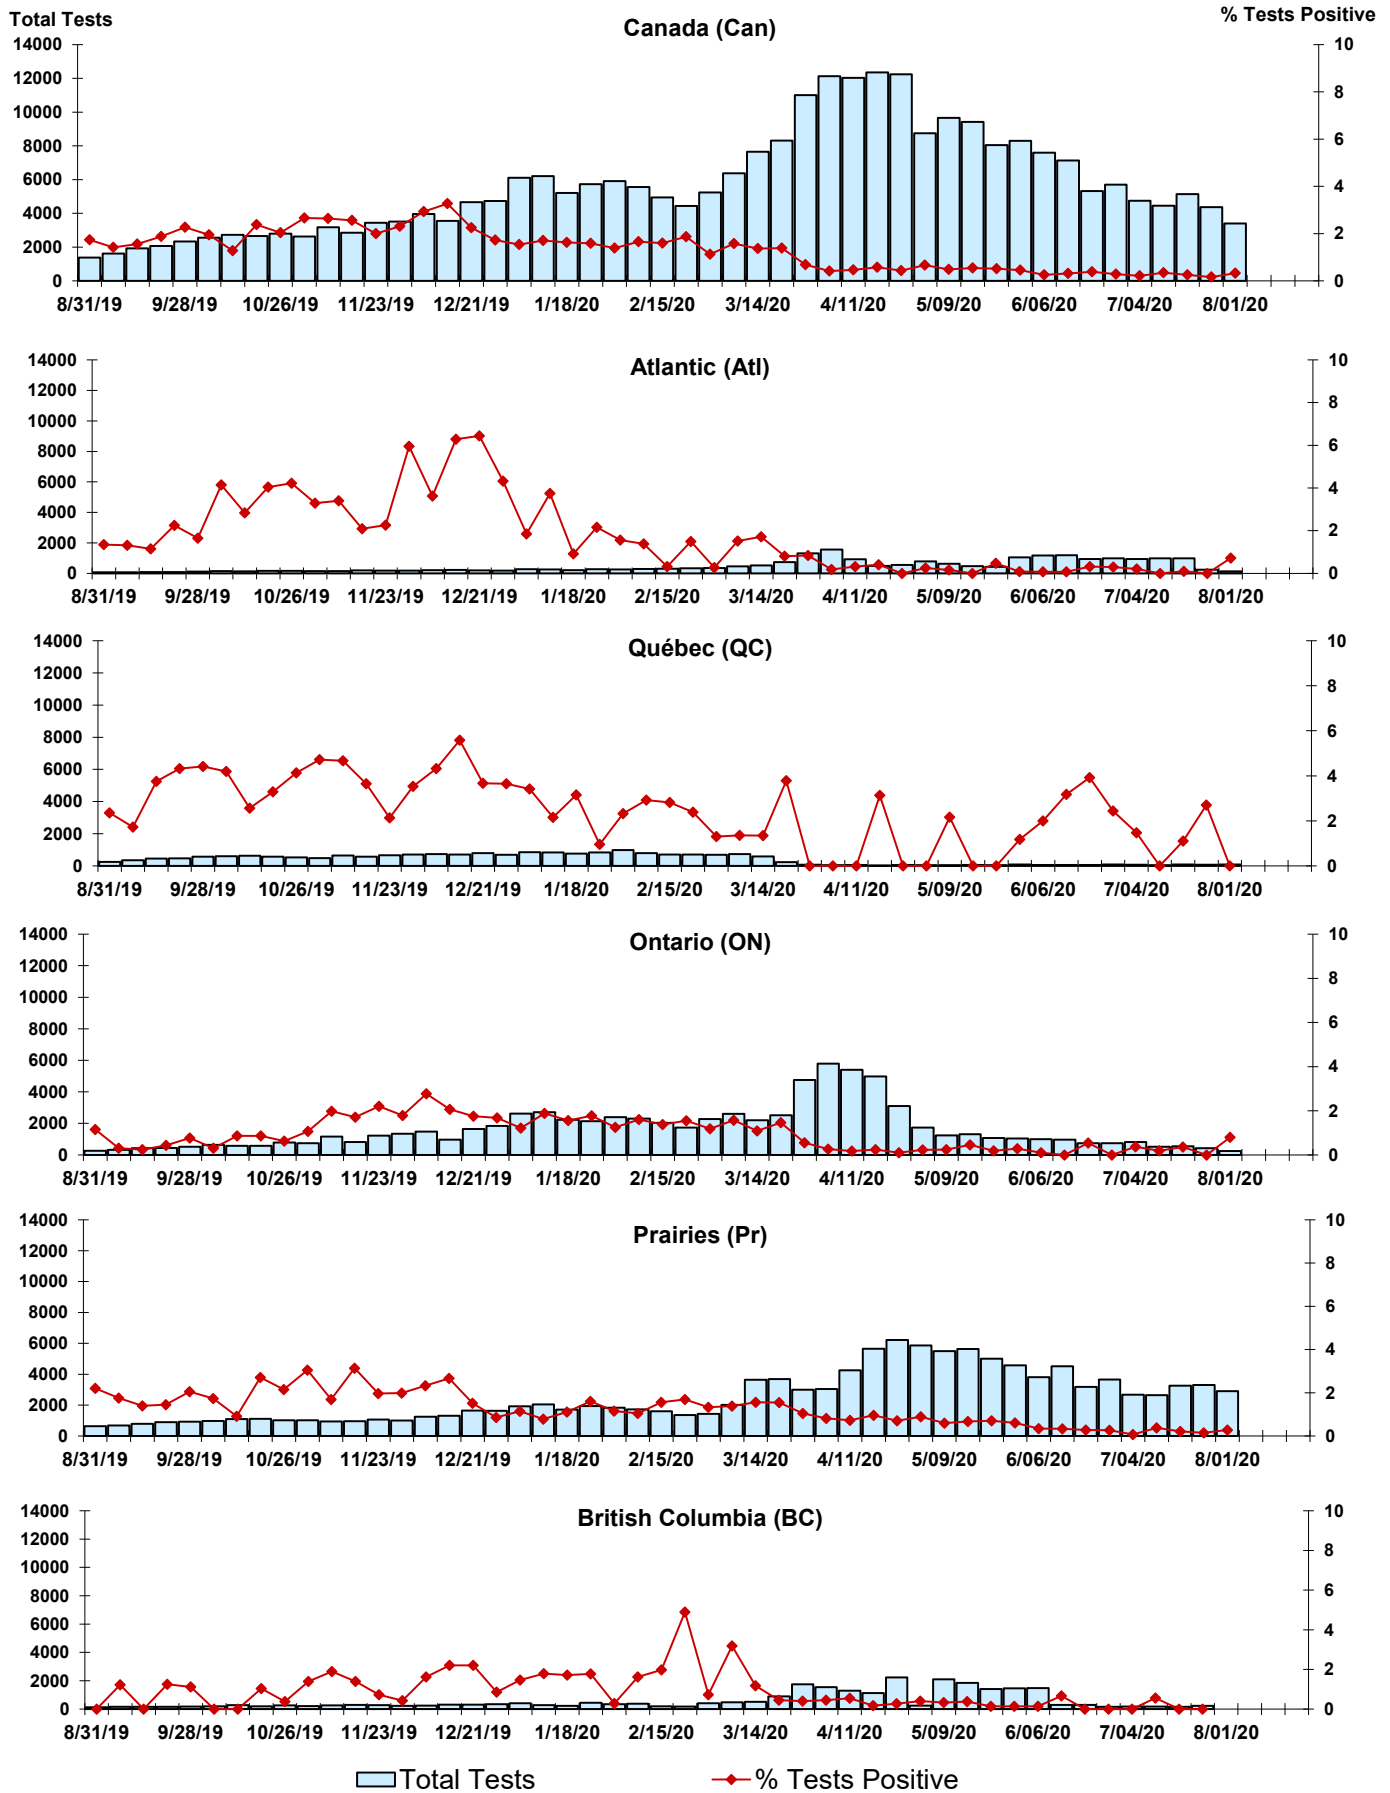 Total Tests
% Tests Positive
Canada (Can)
14000 12000 10000 8000 6000 4000 2000 0
10 8 6 4 2 0
8/31/19 9/28/19 10/26/19 11/23/19 12/21/19 1/18/20 2/15/20 3/14/20 4/11/20 5/09/20 6/06/20 7/04/20 8/01/20
Atlantic (Atl)
14000 12000 10000 8000 6000 4000 2000 0
10 8 6 4 2 0
8/31/19 9/28/19 10/26/19 11/23/19 12/21/19 1/18/20 2/15/20 3/14/20 4/11/20 5/09/20 6/06/20 7/04/20 8/01/20
Québec (QC)
14000 12000 10000 8000 6000 4000 2000 0
10 8 6 4 2 0
8/31/19 9/28/19 10/26/19 11/23/19 12/21/19 1/18/20 2/15/20 3/14/20 4/11/20 5/09/20 6/06/20 7/04/20 8/01/20
Ontario (ON)
14000 12000 10000 8000 6000 4000 2000 0
10 8 6 4 2 0
8/31/19 9/28/19 10/26/19 11/23/19 12/21/19 1/18/20 2/15/20 3/14/20 4/11/20 5/09/20 6/06/20 7/04/20 8/01/20
Prairies (Pr)
14000 12000 10000 8000 6000 4000 2000 0
10 8 6 4 2 0
8/31/19 9/28/19 10/26/19 11/23/19 12/21/19 1/18/20 2/15/20 3/14/20 4/11/20 5/09/20 6/06/20 7/04/20 8/01/20
British Columbia (BC)
14000 12000 10000 8000 6000 4000 2000 0
10 8 6 4 2 0
8/31/19 9/28/19 10/26/19 11/23/19 12/21/19 1/18/20 2/15/20 3/14/20 4/11/20 5/09/20 6/06/20 7/04/20 8/01/20
Total Tests
% Tests Positive